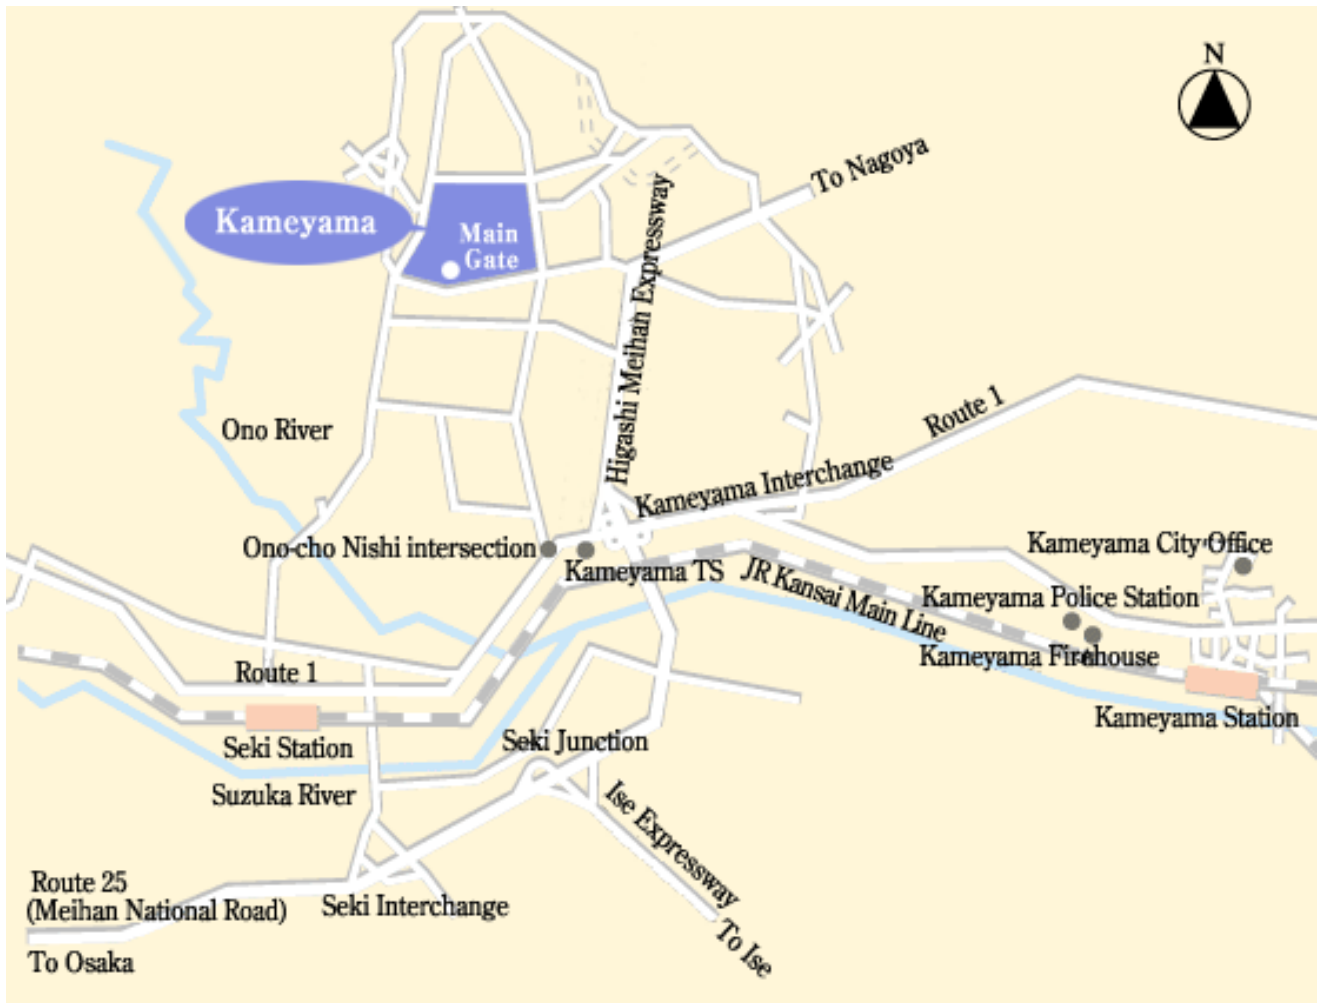 N
To Nagoya
Kameyama
Main
Gate
Higashi Meihan Expressway
Route 1
Ono River
Kameyama Interchange
Ono-cho Nishi intersection
Kameyama TS
Kameyama City Office
JR Kansai Main Line
Kameyama Police Station
Kameyama Firehouse
Route 1
Kameyama Station
Seki Station
Seki Junction
Suzuka River
Ise Expressway
Route 25
(Meihan National Road)
Seki Interchange
To Ise
To Osaka